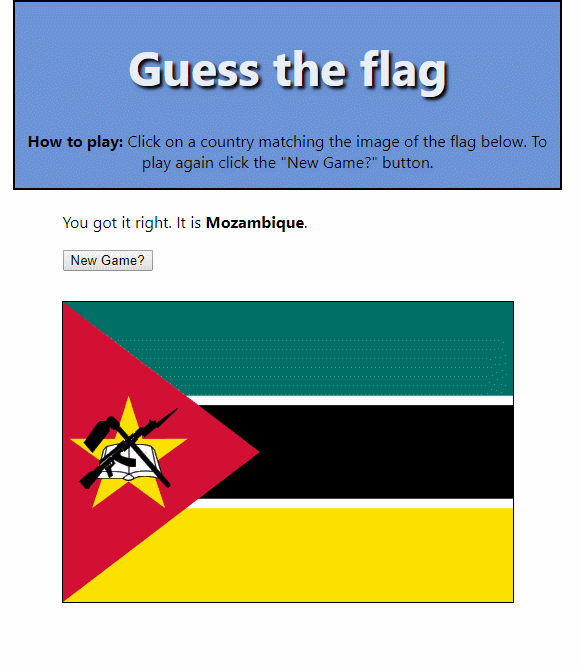 Guess the flag
How to play: Click on a country matching the image of the flag below. To
play again click the "New Game?" button.
You got it right. It is Mozambique.
New Game?